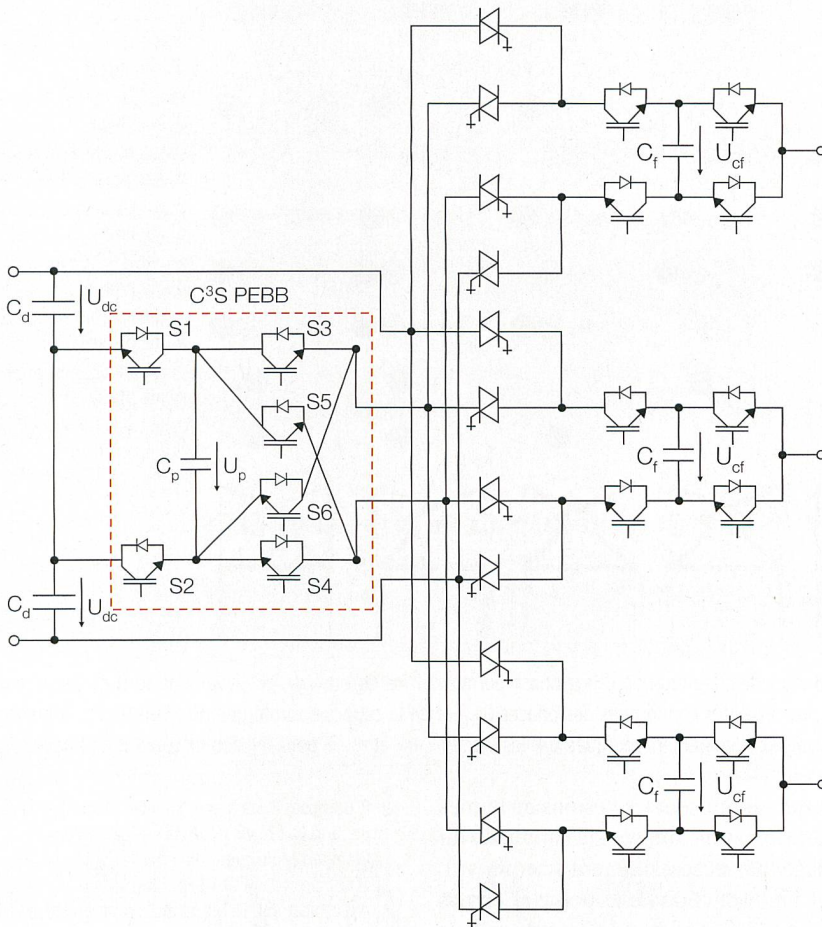 C_f U_cf
C³S PEBB
C_d U_dc
S1 S3
S5
C_p U_p
C_f U_cf
S6
S2 S4
C_d U_dc
C_f U_cf